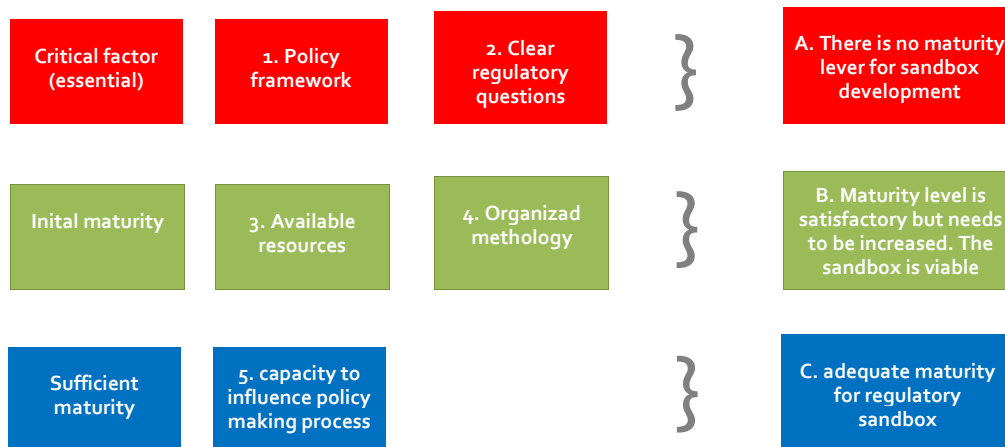 Critical factor
(essential)
1. Policy
framework
2. Clear
regulatory
questions
}
A. There is no maturity
lever for sandbox
development
Inital maturity
3. Available
resources
4. Organizad
methology
}
B. Maturity level is
satisfactory but needs
to be increased. The
sandbox is viable
Sufficient
maturity
5. capacity to
influence policy
making process
}
C. adequate maturity
for regulatory
sandbox